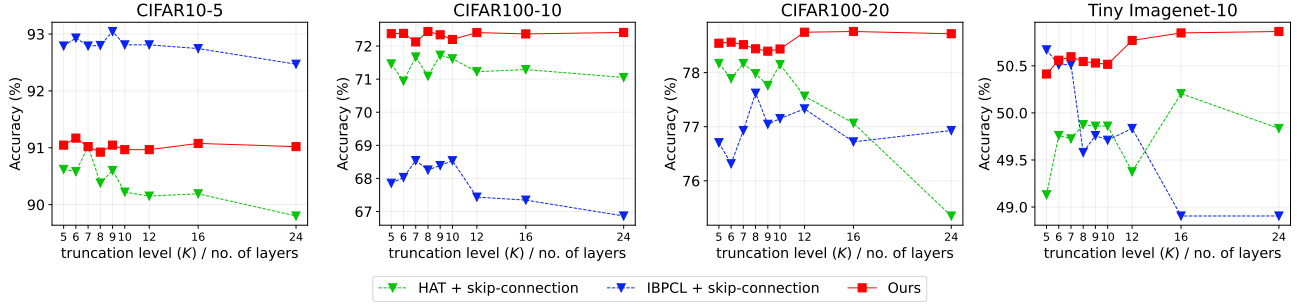 CIFAR10-5
Accuracy (%)
93
92
91
90
5 6 7 8 9 10 12 16 24
truncation level (K) / no. of layers
CIFAR100-10
Accuracy (%)
72
71
70
69
68
67
5 6 7 8 9 10 12 16 24
truncation level (K) / no. of layers
CIFAR100-20
Accuracy (%)
78
77
76
5 6 7 8 9 10 12 16 24
truncation level (K) / no. of layers
Tiny Imagenet-10
Accuracy (%)
50.5
50.0
49.5
49.0
5 6 7 8 9 10 12 16 24
truncation level (K) / no. of layers
HAT + skip-connection IBPCL + skip-connection Ours